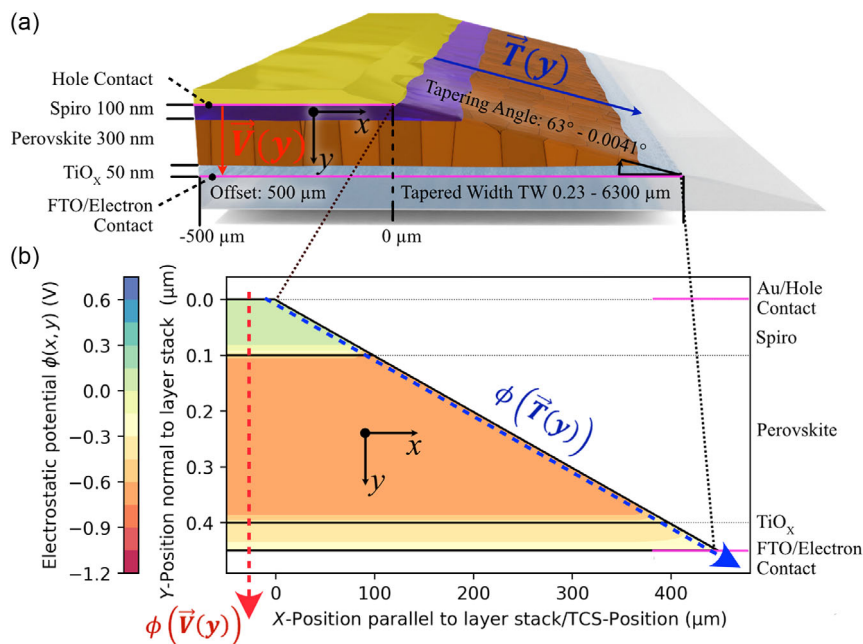 (a)
Hole Contact
Spiro 100 nm
Perovskite 300 nm
TiOX 50 nm
FTO/Electron
Contact
V⃗(y)
x
y
T⃗(y)
Tapering Angle: 63° - 0.0041°
Offset: 500 µm
Tapered Width TW 0.23 - 6300 µm
-500 µm
0 µm
(b)
Electrostatic potential ϕ(x, y) (V)
0.6
0.3
0.0
−0.3
−0.6
−0.9
−1.2
Y-Position normal to layer stack (µm)
0.0
0.1
0.2
0.3
0.4
x
y
ϕ(T⃗(y))
Au/Hole
Contact
Spiro
Perovskite
TiOX
FTO/Electron
Contact
0
100
200
300
400
ϕ(V⃗(y))
X-Position parallel to layer stack/TCS-Position (µm)